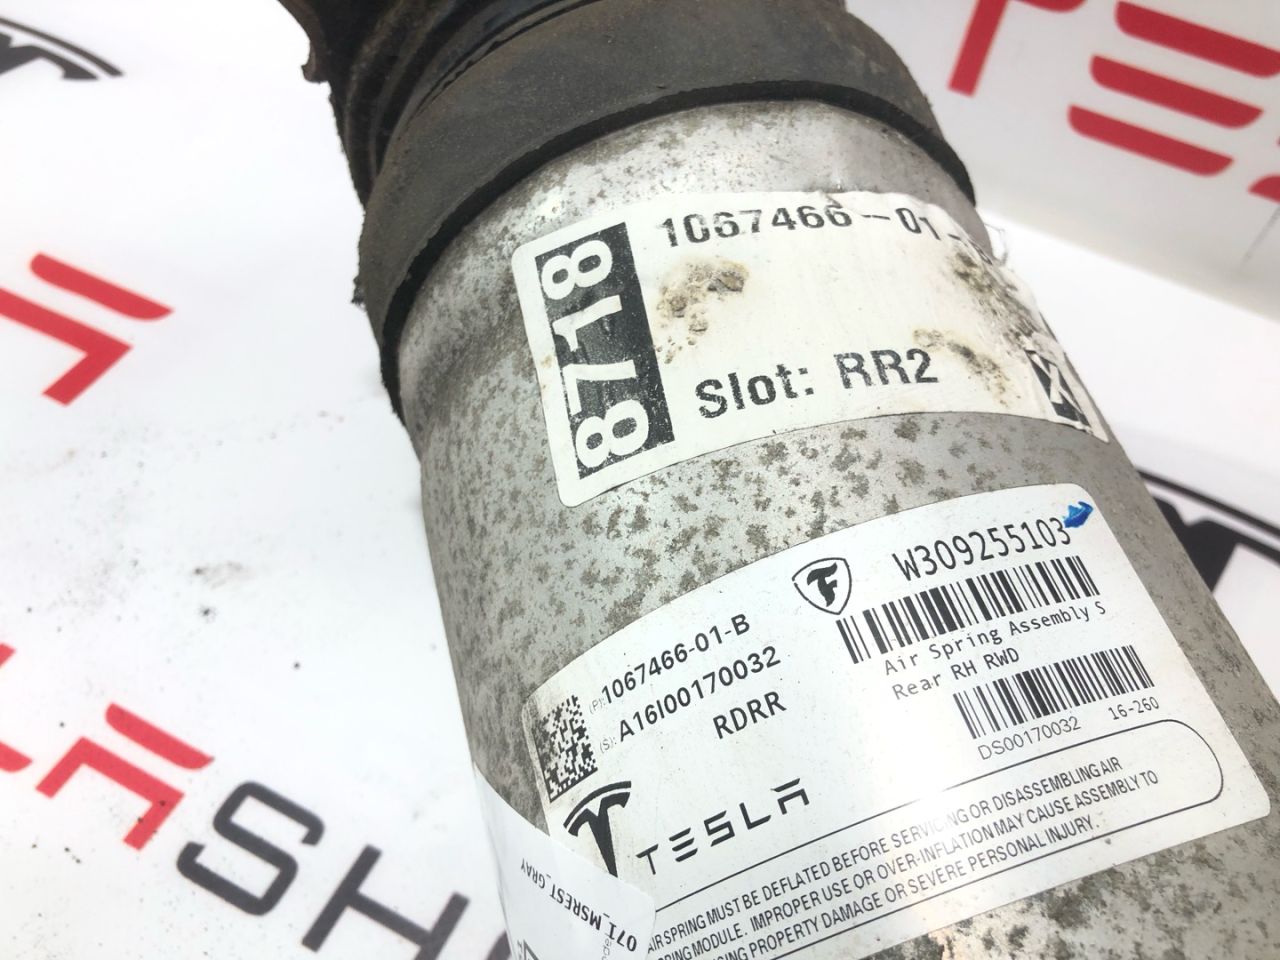 8718
1067466-01-
Slot: RR2
W309255103
Air Spring Assembly S
Rear RH RWD
(P): 1067466-01-B
(S): A16I00170032
RDRR
DS00170032 16-260
TESLA
AIR SPRING MUST BE DEFLATED BEFORE SERVICING OR DISASSEMBLING AIR
SPRING MODULE. IMPROPER USE OR OVER-INFLATION MAY CAUSE ASSEMBLY TO
PROPERTY DAMAGE OR SEVERE PERSONAL INJURY.
07I_MSREST_GRAY